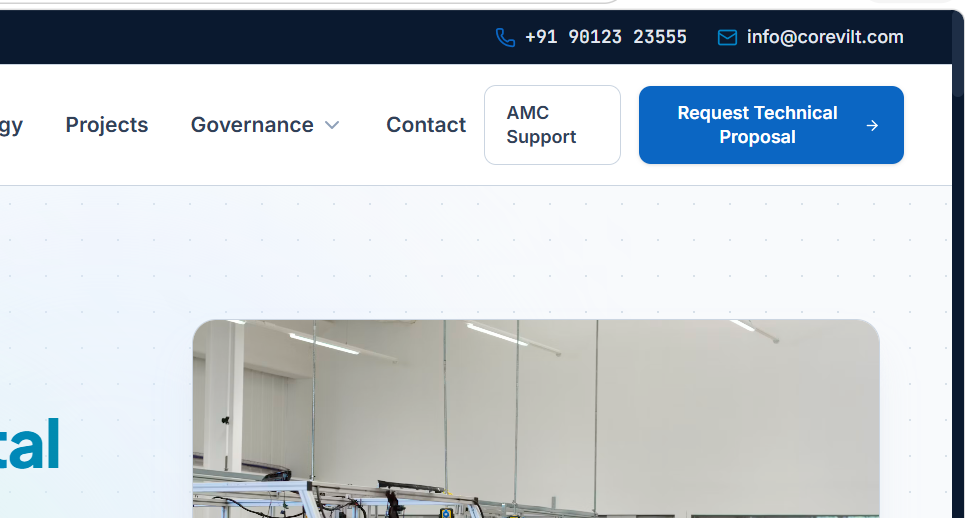 +91 90123 23555 info@corevilt.com
gy Projects Governance Contact
AMC
Support
Request Technical
Proposal
tal